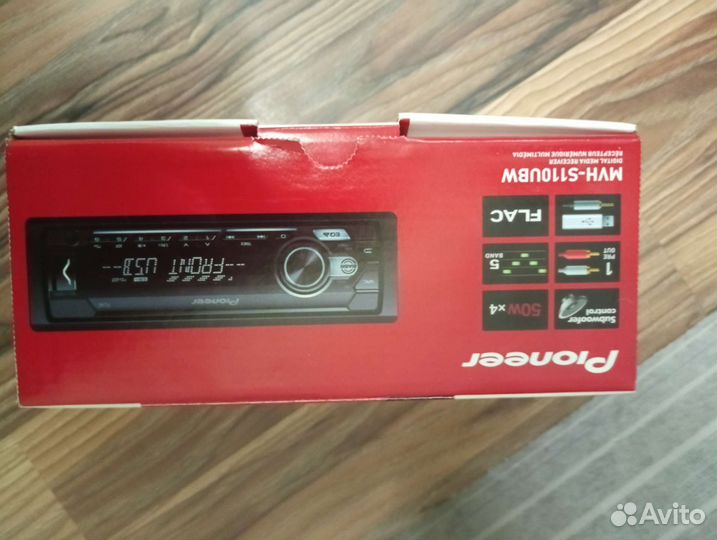 Pioneer
Subwoofer
control
50W×4
1 PRE
OUT
5 BAND
FLAC
MVH-S110UBW
DIGITAL MEDIA RECEIVER
RÉCEPTEUR NUMÉRIQUE MULTIMÉDIA
Pioneer
FRONT USB
EQ
Avito